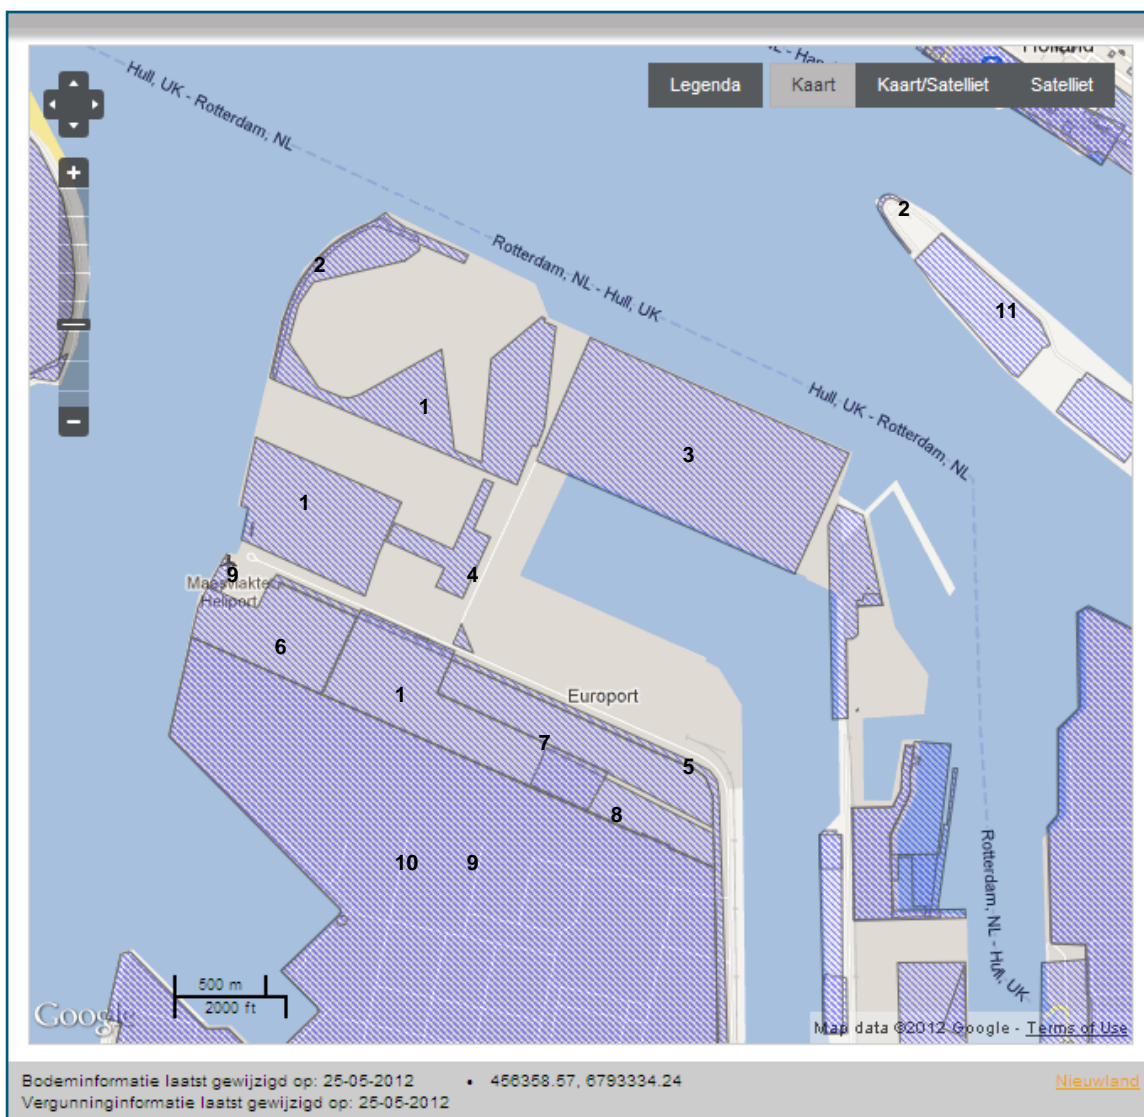 Holland
NL - Har
Legenda
Kaart
Kaart/Satelliet
Satelliet
Hull, UK - Rotterdam, NL
+
2
Rotterdam, NL - Hull, UK
2
11
−
1
Hull, UK - Rotterdam, NL
3
1
4
9
Maasvlakte
Heliport
6
1
Europort
7
5
8
10
9
Rotterdam, NL - Hull, UK
500 m
2000 ft
Google
Map data ©2012 Google - Terms of Use
Bodeminformatie laatst gewijzigd op: 25-05-2012 • 456358.57, 6793334.24 Nieuwland
Vergunninginformatie laatst gewijzigd op: 25-05-2012